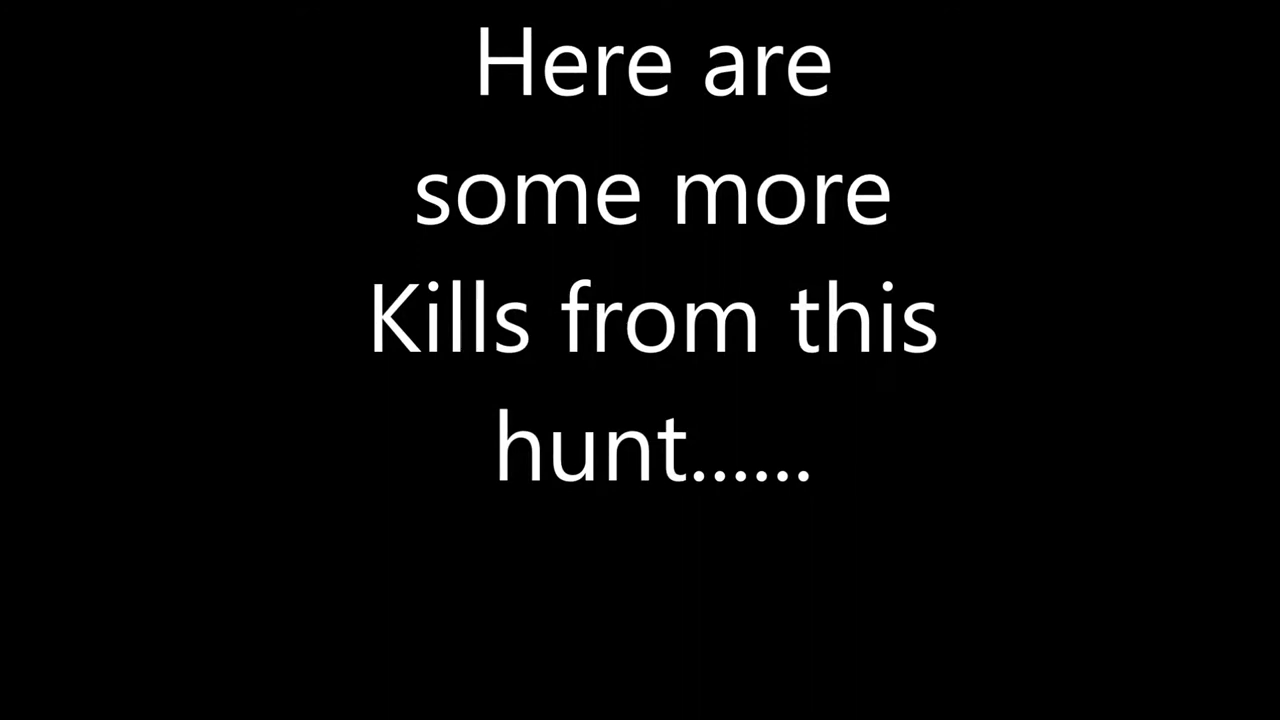 Here are
some more
Kills from this
hunt......